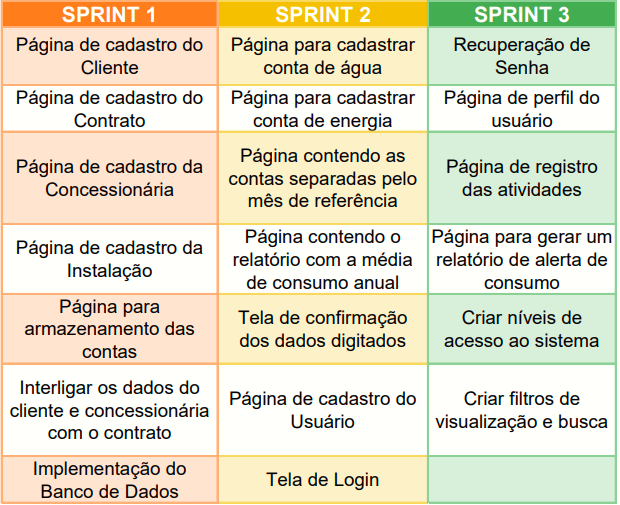 SPRINT 1
SPRINT 2
SPRINT 3
Página de cadastro do
Cliente
Página para cadastrar
conta de água
Recuperação de
Senha
Página de cadastro do
Contrato
Página para cadastrar
conta de energia
Página de perfil do
usuário
Página de cadastro da
Concessionária
Página contendo as
contas separadas pelo
mês de referência
Página de registro
das atividades
Página de cadastro da
Instalação
Página contendo o
relatório com a média
de consumo anual
Página para gerar um
relatório de alerta de
consumo
Página para
armazenamento das
contas
Tela de confirmação
dos dados digitados
Criar níveis de
acesso ao sistema
Interligar os dados do
cliente e concessionária
com o contrato
Página de cadastro do
Usuário
Criar filtros de
visualização e busca
Implementação do
Banco de Dados
Tela de Login